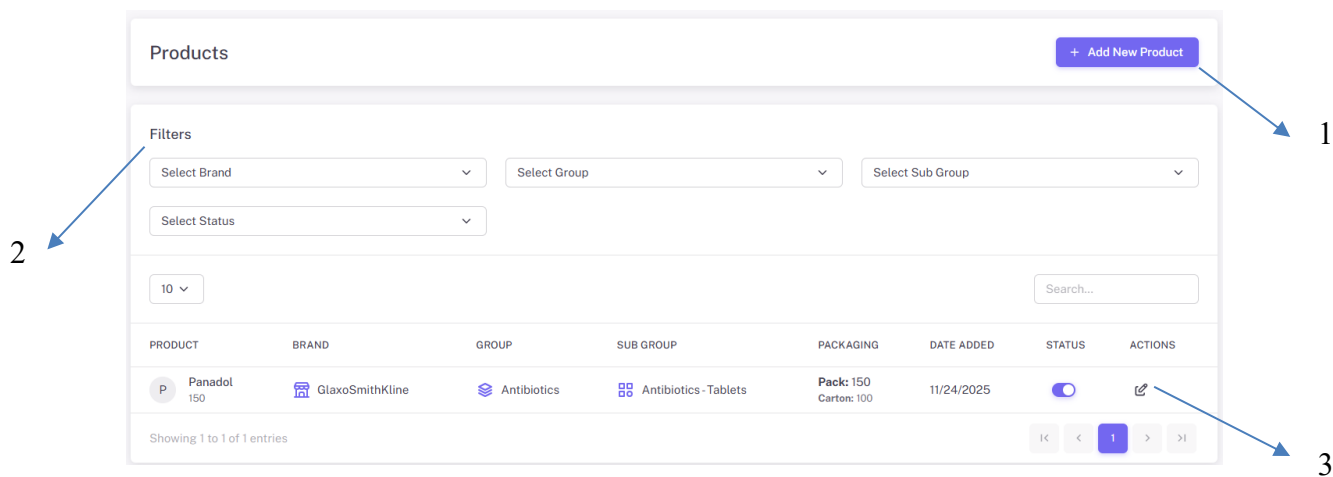 Products
+ Add New Product
1
Filters
Select Brand Select Group Select Sub Group
Select Status
2
10 Search...
PRODUCT BRAND GROUP SUB GROUP PACKAGING DATE ADDED STATUS ACTIONS
P Panadol GlaxoSmithKline Antibiotics Antibiotics - Tablets Pack: 150 11/24/2025
150 Carton: 100
Showing 1 to 1 of 1 entries 1
3